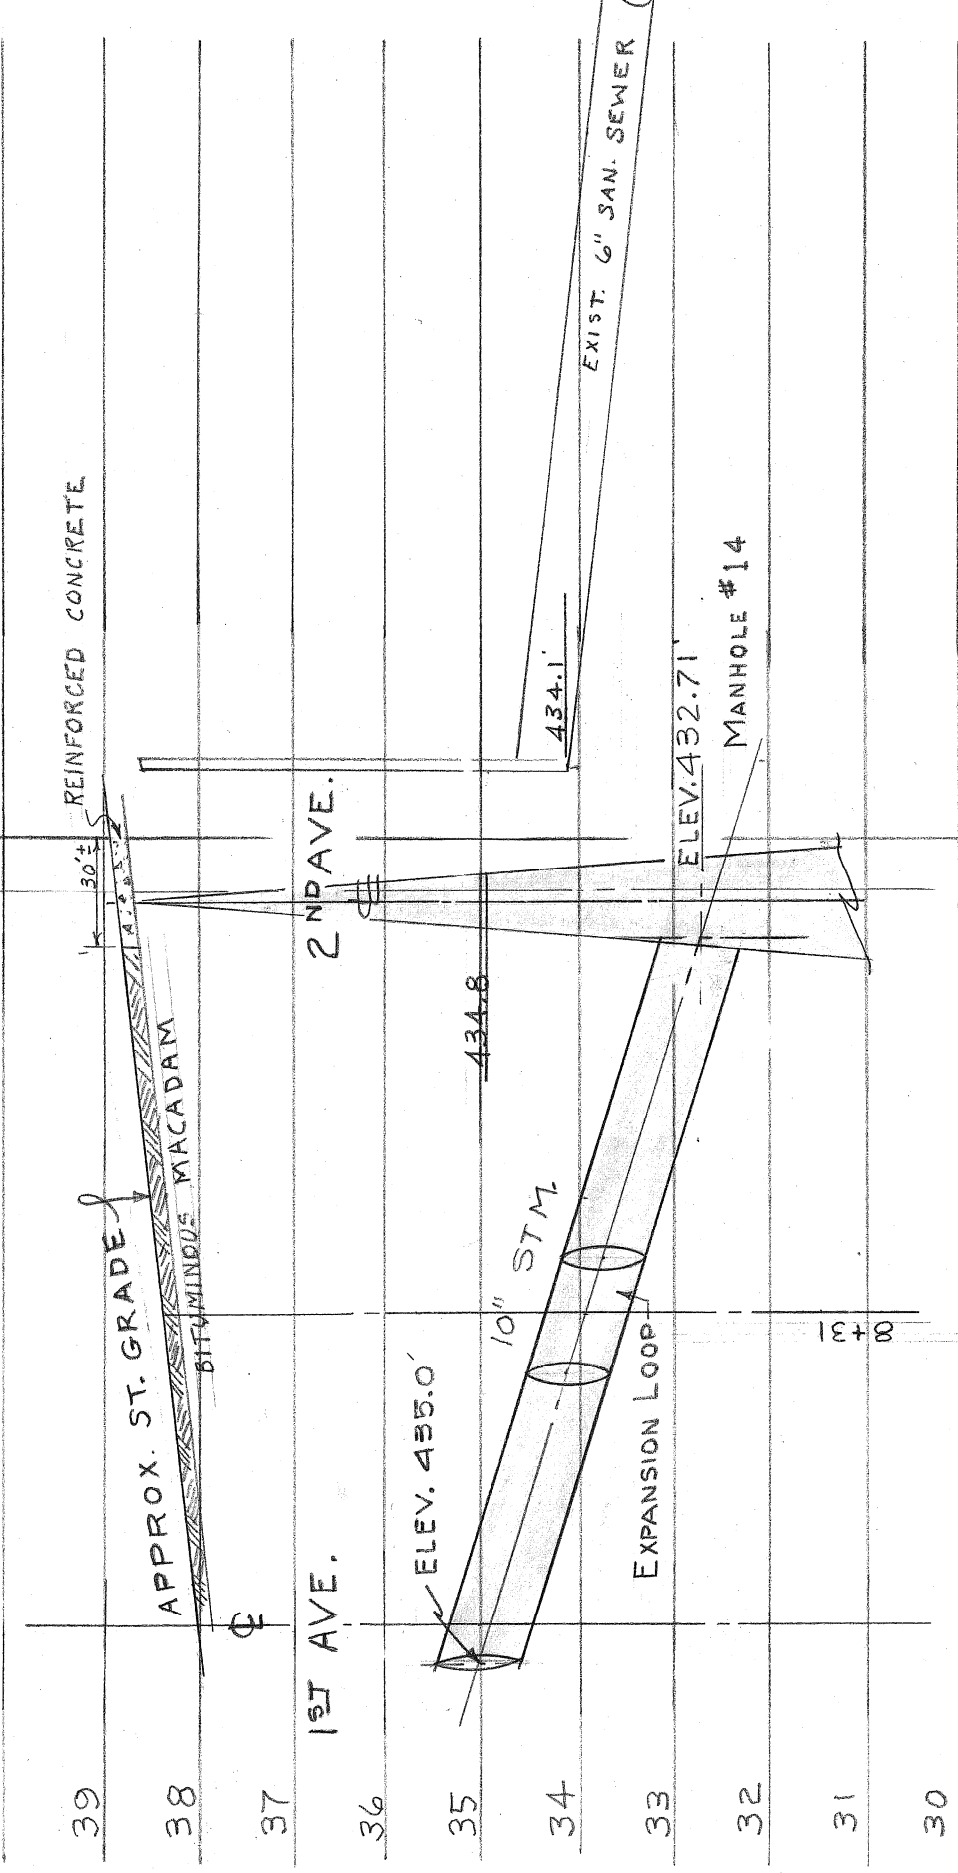 REINFORCED CONCRETE
30'±
APPROX. ST. GRADE
BITUMINOUS MACADAM
1ST AVE.
2ND AVE.
℄
℄
ELEV. 435.0'
10" STM.
EXPANSION LOOP
434.8
434.1'
EXIST. 6" SAN. SEWER
ELEV. 432.71'
MANHOLE #14
8+31
39
38
37
36
35
34
33
32
31
30